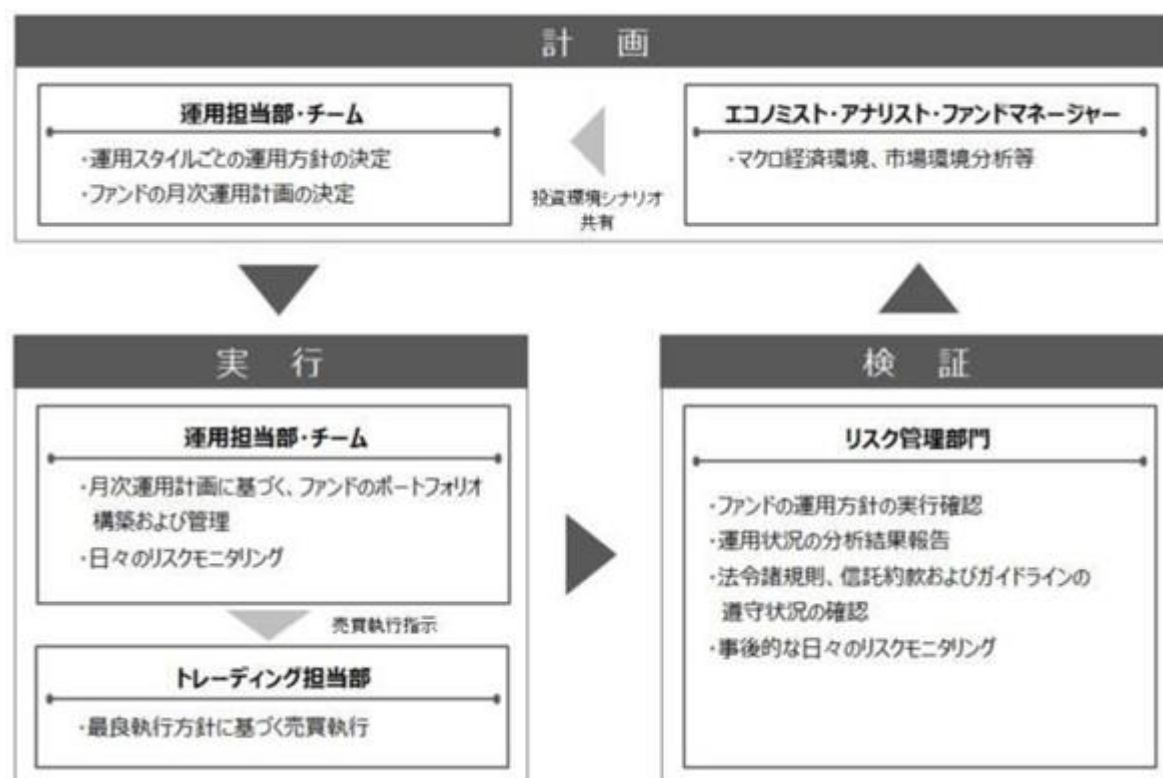 計 画
運用担当部・チーム
・運用スタイルごとの運用方針の決定
・ファンドの月次運用計画の決定
投資環境シナリオ
共有
エコノミスト・アナリスト・ファンドマネージャー
・マクロ経済環境、市場環境分析等
実 行
運用担当部・チーム
・月次運用計画に基づく、ファンドのポートフォリオ
構築および管理
・日々のリスクモニタリング
売買執行指示
トレーディング担当部
・最良執行方針に基づく売買執行
検 証
リスク管理部門
・ファンドの運用方針の実行確認
・運用状況の分析結果報告
・法令諸規則、信託約款およびガイドラインの
遵守状況の確認
・事後的な日々のリスクモニタリング